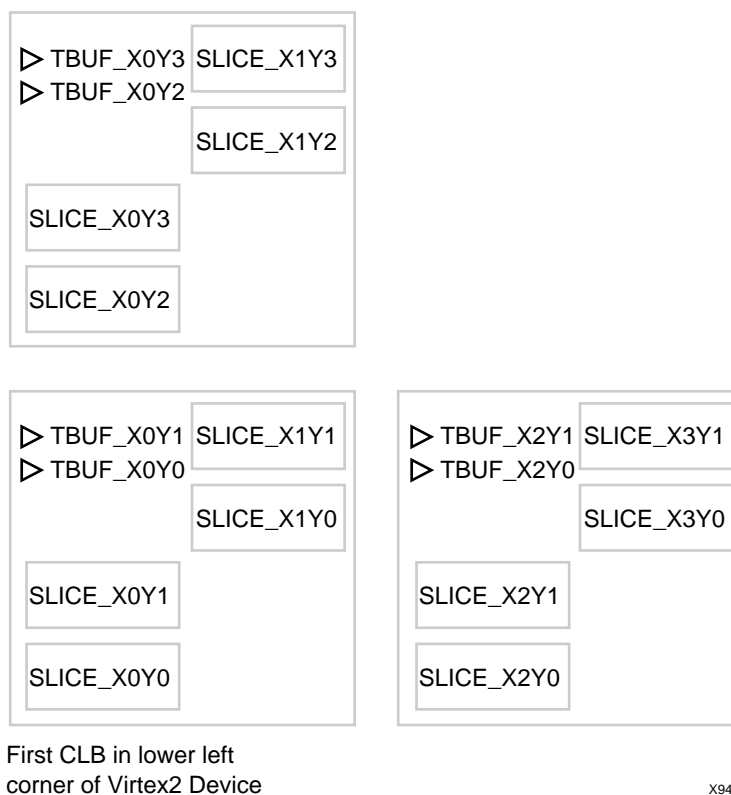 TBUF_X0Y3 SLICE_X1Y3
TBUF_X0Y2
SLICE_X1Y2
SLICE_X0Y3
SLICE_X0Y2
TBUF_X0Y1 SLICE_X1Y1
TBUF_X0Y0
SLICE_X1Y0
SLICE_X0Y1
SLICE_X0Y0
TBUF_X2Y1 SLICE_X3Y1
TBUF_X2Y0
SLICE_X3Y0
SLICE_X2Y1
SLICE_X2Y0
First CLB in lower left
corner of Virtex2 Device
X94